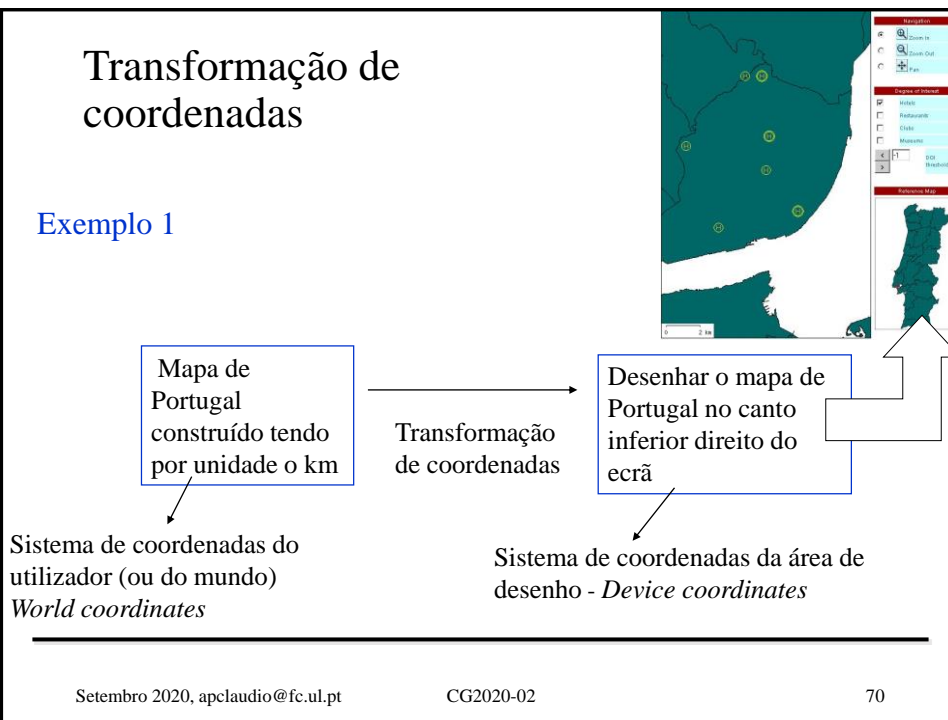 Transformação de
coordenadas
Exemplo 1
Navigation
Zoom In
Zoom Out
Pan
Degree of Interest
Hotels
Restaurants
Clubs
Museums
<
-1
DOI
threshold
>
Reference Map
H
H
H
H
H
H
H
0 2 km
Mapa de
Portugal
construído tendo
por unidade o km
Transformação
de coordenadas
Desenhar o mapa de
Portugal no canto
inferior direito do
ecrã
Sistema de coordenadas do
utilizador (ou do mundo)
World coordinates
Sistema de coordenadas da área de
desenho - Device coordinates
Setembro 2020, apclaudio@fc.ul.pt CG2020-02 70